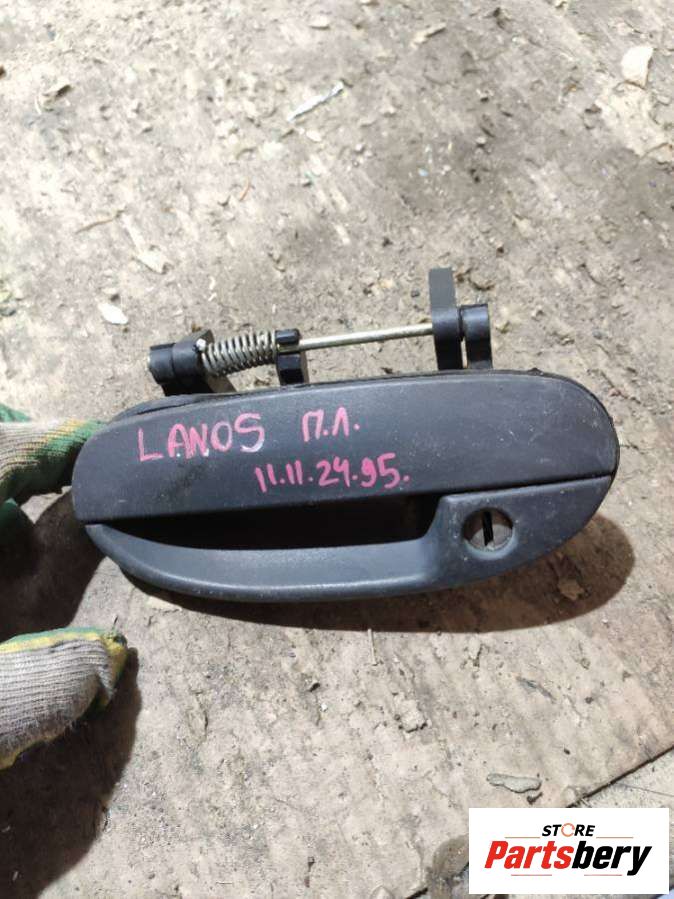 LANOS П.Л.
11.11.24.95.
STORE
Partsbery